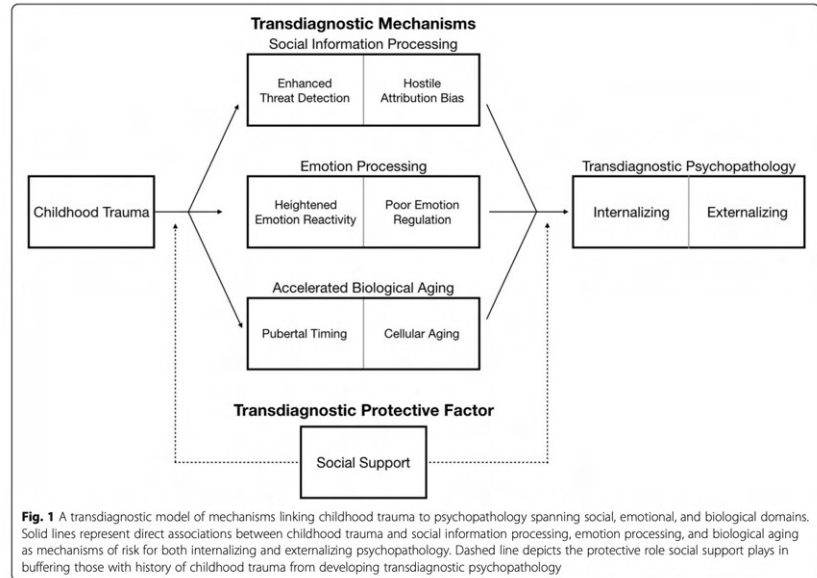 Transdiagnostic Mechanisms
Social Information Processing
Enhanced
Threat Detection
Hostile
Attribution Bias
Emotion Processing
Transdiagnostic Psychopathology
Childhood Trauma
Heightened
Emotion Reactivity
Poor Emotion
Regulation
Internalizing
Externalizing
Accelerated Biological Aging
Pubertal Timing
Cellular Aging
Transdiagnostic Protective Factor
Social Support
Fig. 1 A transdiagnostic model of mechanisms linking childhood trauma to psychopathology spanning social, emotional, and biological domains.
Solid lines represent direct associations between childhood trauma and social information processing, emotion processing, and biological aging
as mechanisms of risk for both internalizing and externalizing psychopathology. Dashed line depicts the protective role social support plays in
buffering those with history of childhood trauma from developing transdiagnostic psychopathology